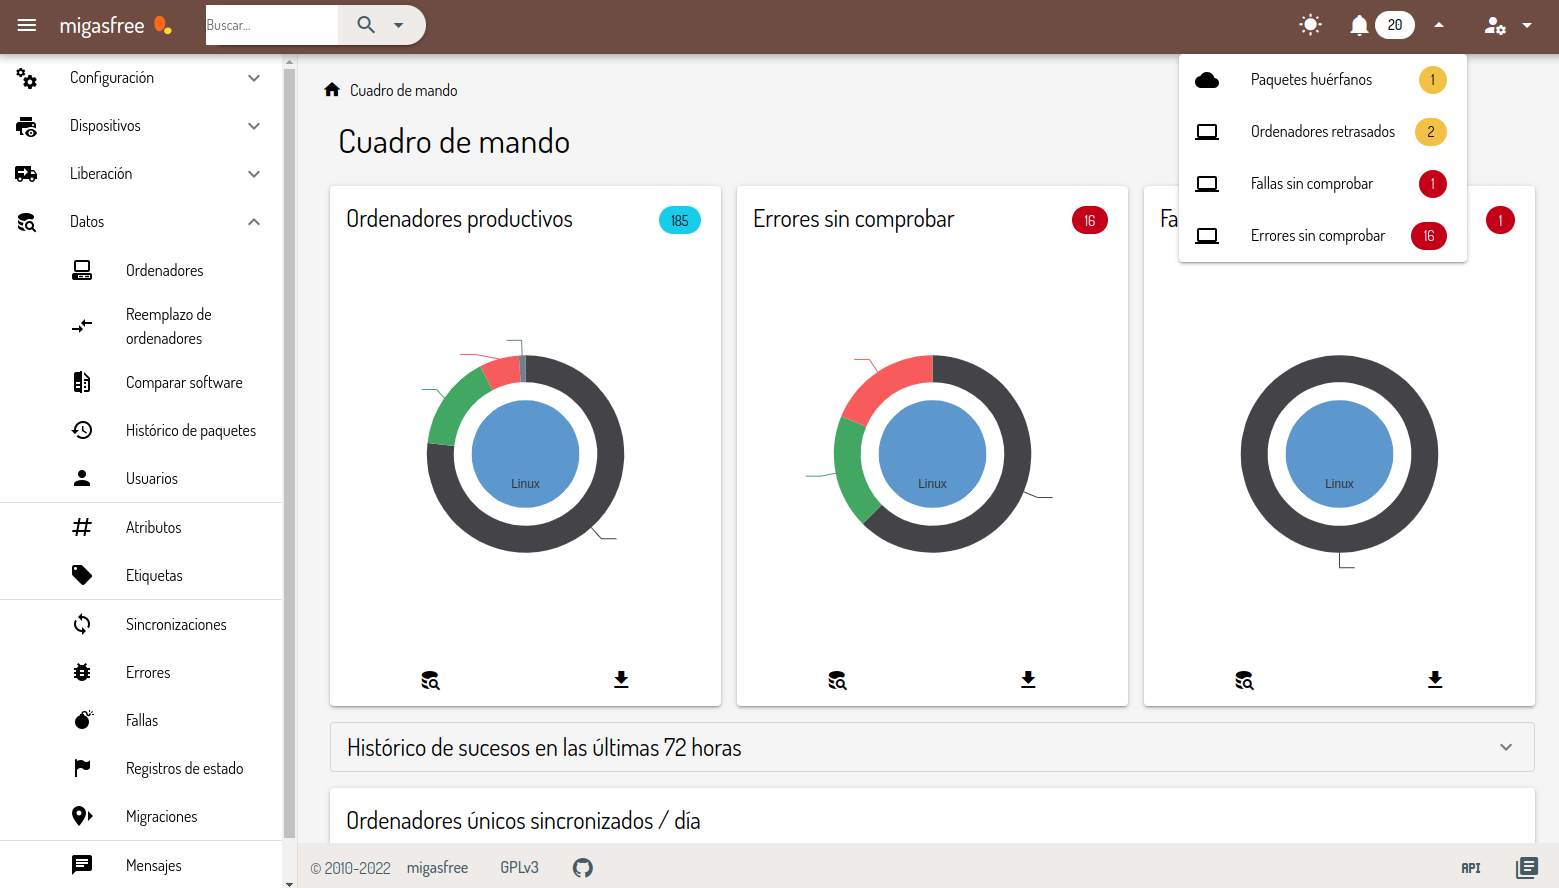 migasfree
Buscar...
20
Configuración
Dispositivos
Liberación
Datos
Ordenadores
Reemplazo de
ordenadores
Comparar software
Histórico de paquetes
Usuarios
Atributos
Etiquetas
Sincronizaciones
Errores
Fallas
Registros de estado
Migraciones
Mensajes
Paquetes huérfanos 1
Ordenadores retrasados 2
Fallas sin comprobar 1
Errores sin comprobar 16
Cuadro de mando
Cuadro de mando
Ordenadores productivos 185
Linux
Errores sin comprobar 16
Linux
Fa 1
Linux
Histórico de sucesos en las últimas 72 horas
Ordenadores únicos sincronizados / día
© 2010-2022 migasfree GPLv3 API